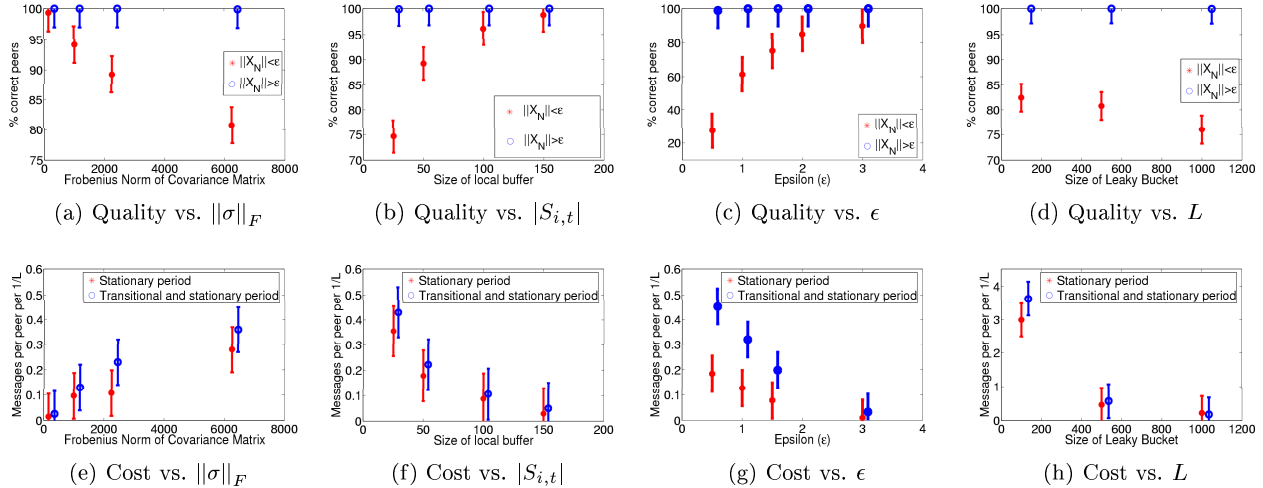 100
95
90
85
80
75
% correct peers
||X_N||<ε
||X_N||>ε
0 2000 4000 6000 8000
Frobenius Norm of Covariance Matrix
(a) Quality vs. ||σ||_F
100
95
90
85
80
75
70
% correct peers
||X_N||<ε
||X_N||>ε
0 50 100 150 200
Size of local buffer
(b) Quality vs. |S_{i,t}|
100
80
60
40
20
% correct peers
||X_N||<ε
||X_N||>ε
0 1 2 3 4
Epsilon (ε)
(c) Quality vs. ϵ
100
95
90
85
80
75
70
% correct peers
||X_N||<ε
||X_N||>ε
0 200 400 600 800 1000 1200
Size of Leaky Bucket
(d) Quality vs. L
0.6
0.5
0.4
0.3
0.2
0.1
0
Messages per peer per 1/L
Stationary period
Transitional and stationary period
0 2000 4000 6000 8000
Frobenius Norm of Covariance Matrix
(e) Cost vs. ||σ||_F
0.6
0.5
0.4
0.3
0.2
0.1
0
Messages per peer per 1/L
Stationary period
Transitional and stationary period
0 50 100 150 200
Size of local buffer
(f) Cost vs. |S_{i,t}|
0.6
0.5
0.4
0.3
0.2
0.1
0
Messages per peer per 1/L
Stationary period
Transitional and stationary period
0 1 2 3 4
Epsilon (ε)
(g) Cost vs. ϵ
4
3
2
1
0
Messages per peer per 1/L
Stationary period
Transitional and stationary period
0 200 400 600 800 1000 1200
Size of Leaky Bucket
(h) Cost vs. L